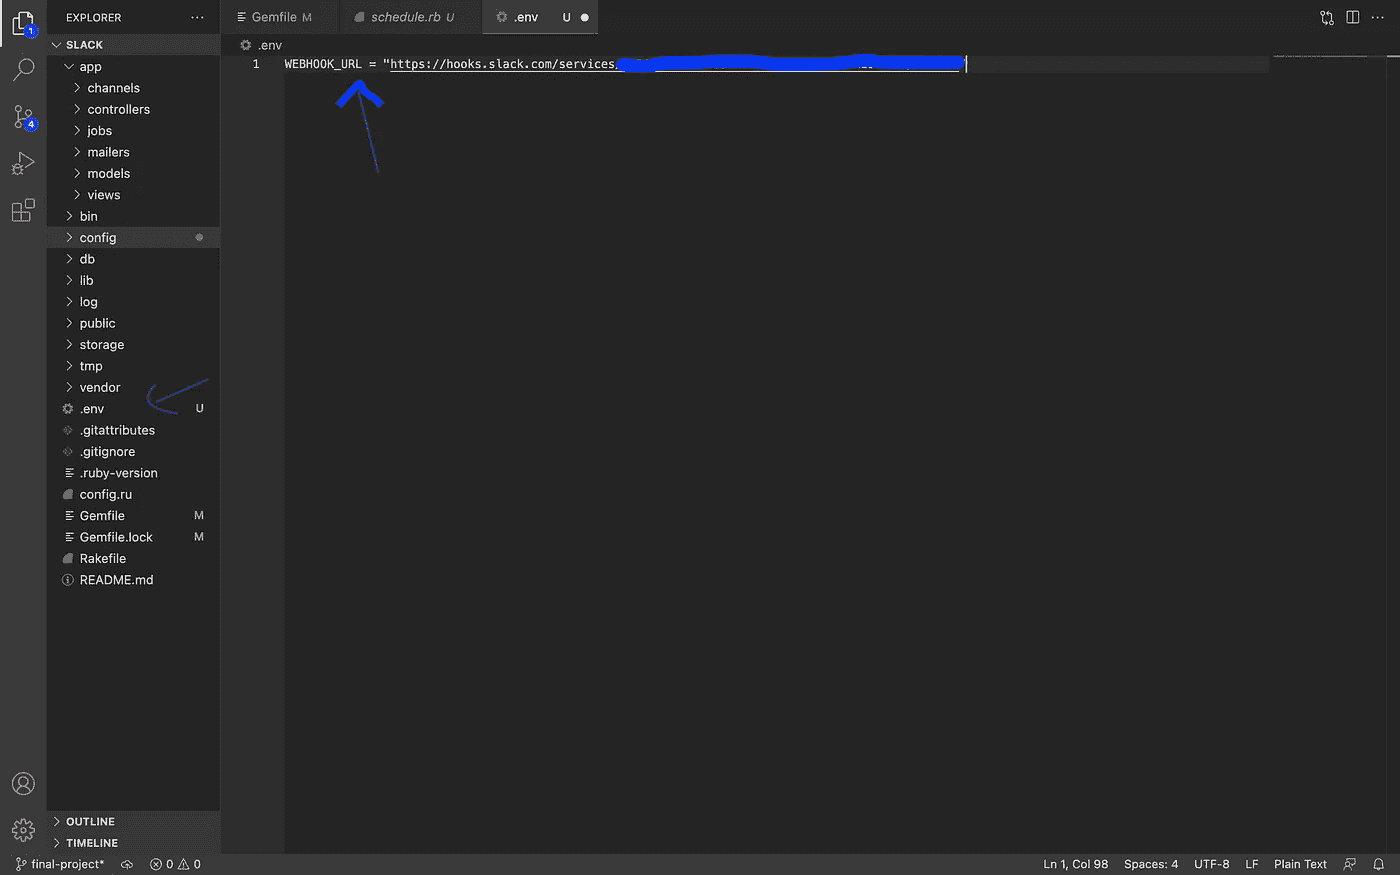 EXPLORER
Gemfile M
schedule.rb U
.env U
1
SLACK
.env
app
1 WEBHOOK_URL = "https://hooks.slack.com/services/
channels
controllers
4
jobs
mailers
models
views
bin
config
db
lib
log
public
storage
tmp
vendor
.env U
.gitattributes
.gitignore
.ruby-version
config.ru
Gemfile M
Gemfile.lock M
Rakefile
README.md
OUTLINE
TIMELINE
final-project* 0 0 Ln 1, Col 98 Spaces: 4 UTF-8 LF Plain Text